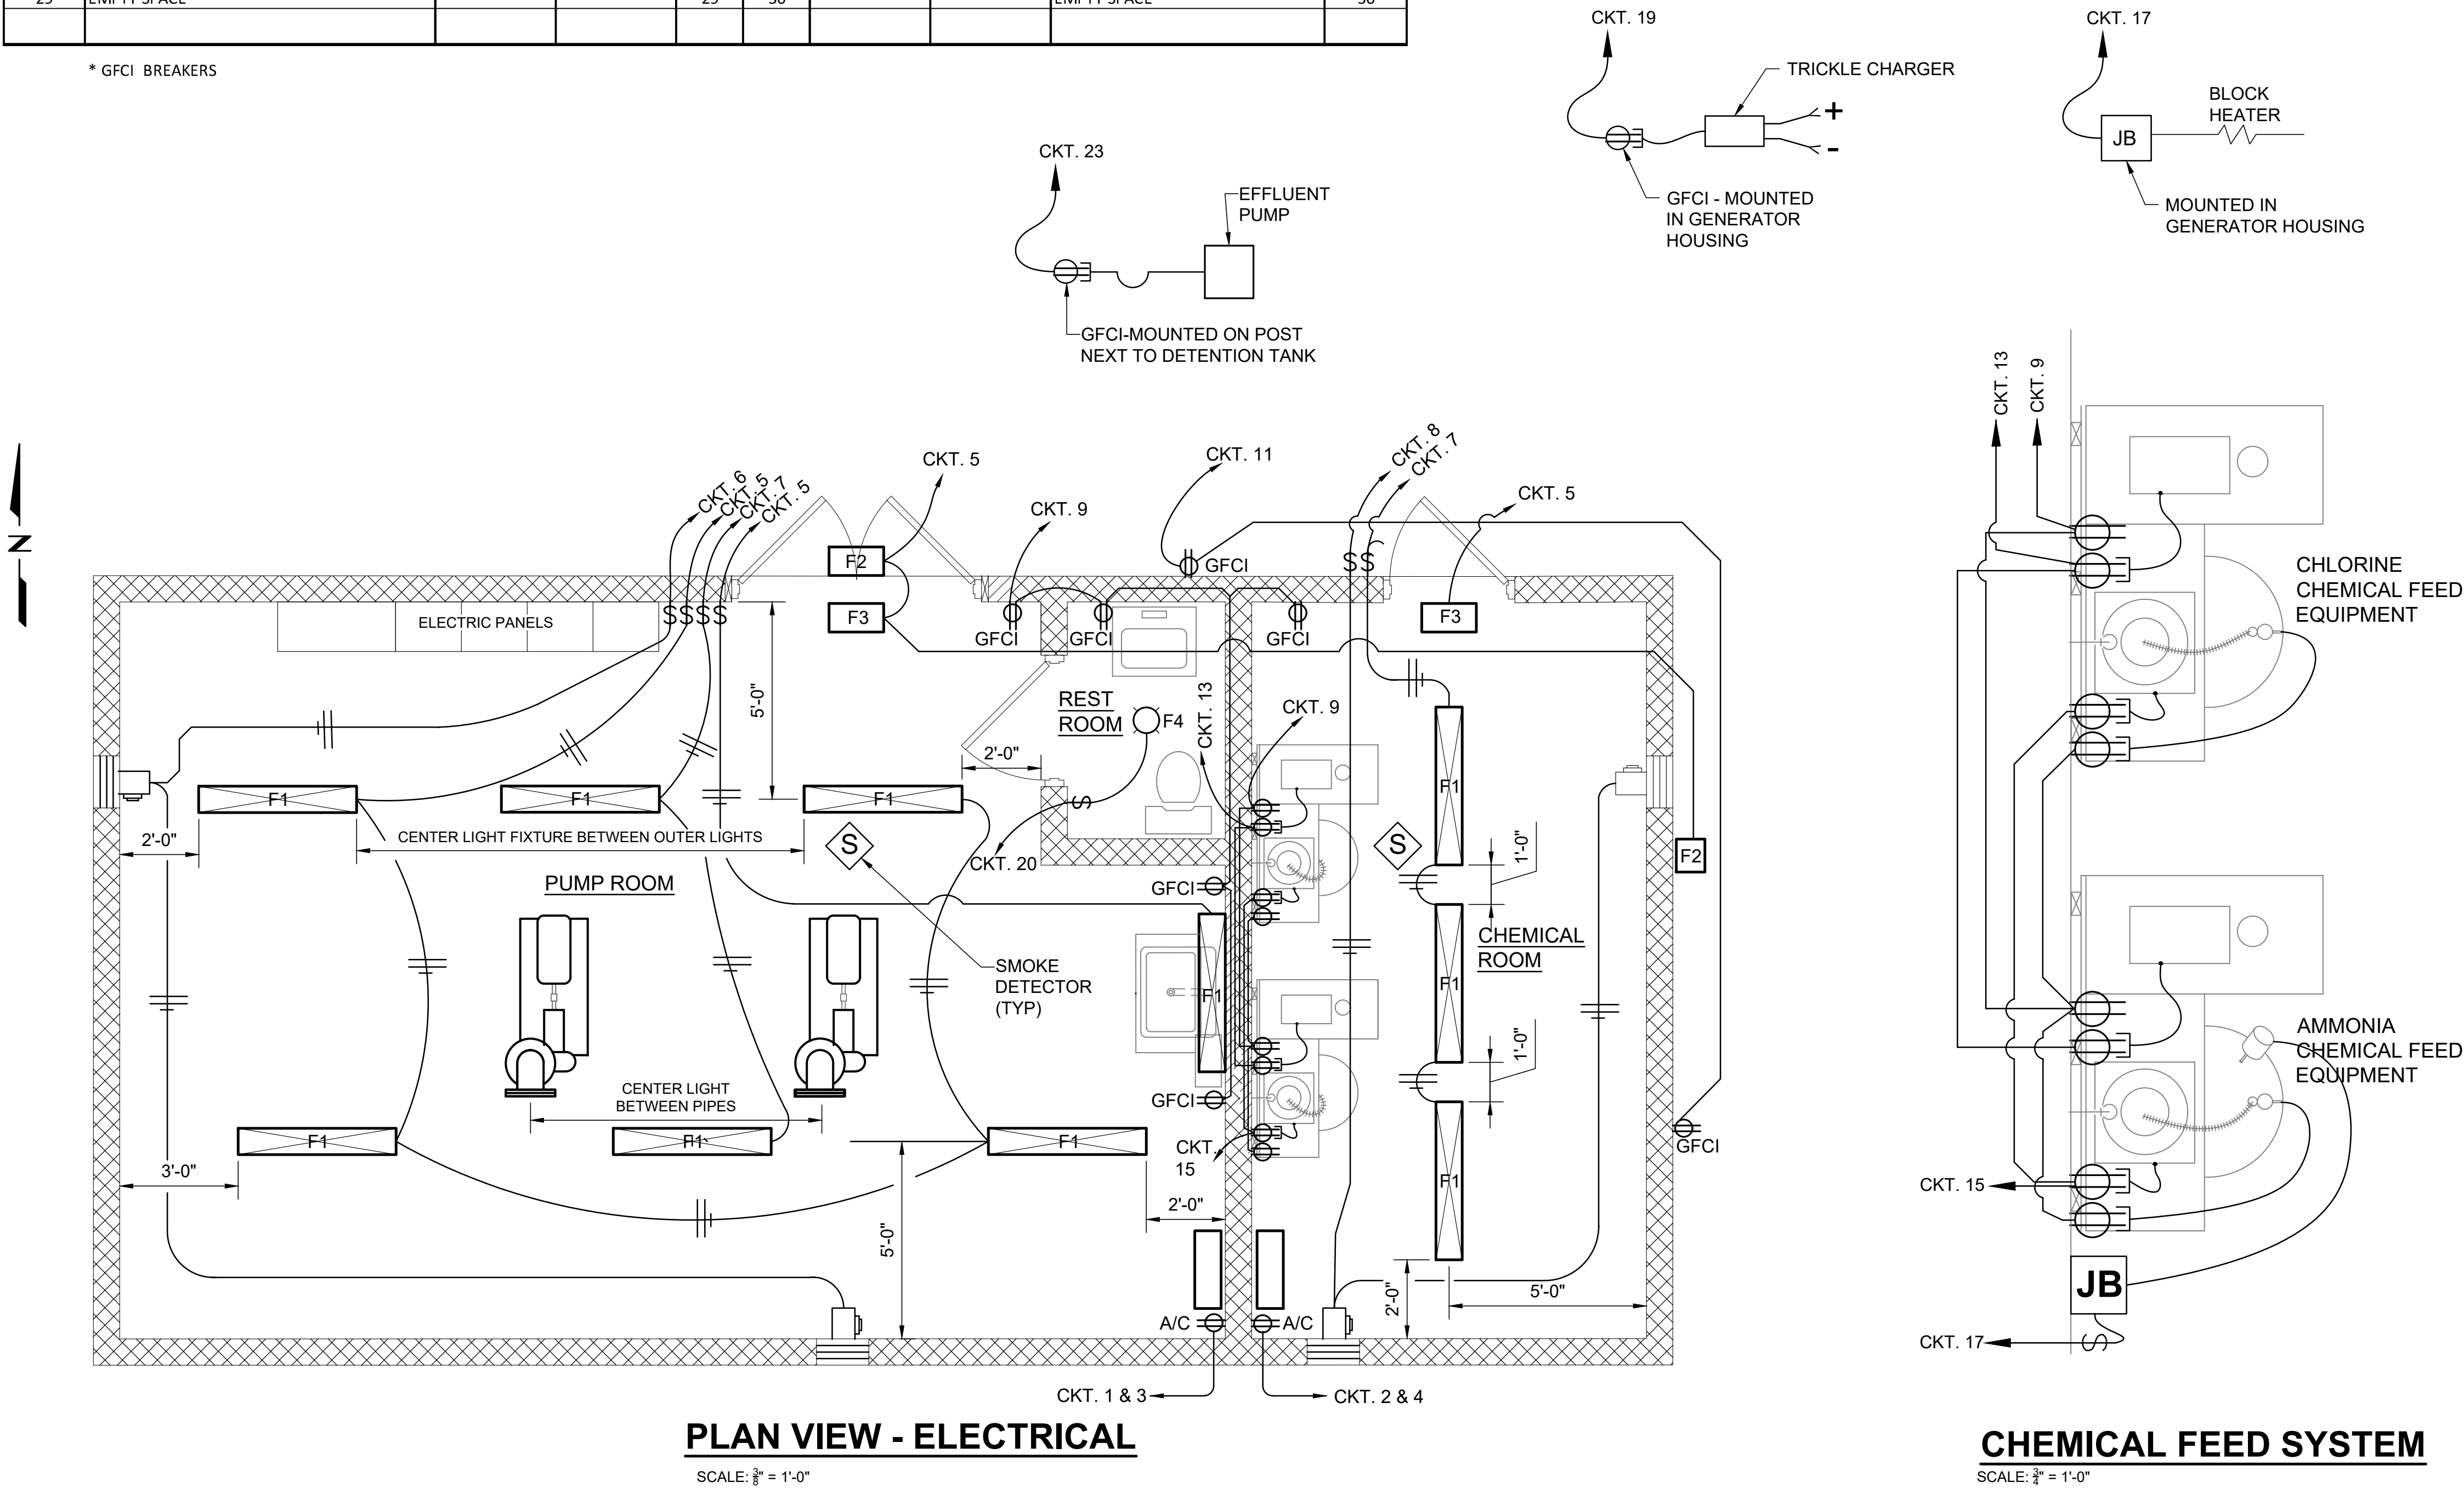 29 EMPTY SPACE 29 30 EMPTY SPACE 30
* GFCI BREAKERS
CKT. 19
TRICKLE CHARGER
+
-
GFCI - MOUNTED
IN GENERATOR
HOUSING
CKT. 17
JB
BLOCK
HEATER
MOUNTED IN
GENERATOR HOUSING
CKT. 23
EFFLUENT
PUMP
GFCI-MOUNTED ON POST
NEXT TO DETENTION TANK
N
CKT. 6
CKT. 5
CKT. 7
CKT. 5
CKT. 5
CKT. 9
CKT. 11
CKT. 8
CKT. 7
CKT. 5
F2
GFCI
SS
ELECTRIC PANELS
SSSS
F3
GFCI
GFCI
GFCI
F3
5'-0"
REST
ROOM
F4
CKT. 13
CKT. 9
2'-0"
F1
F1
F1
S
F1
2'-0"
CENTER LIGHT FIXTURE BETWEEN OUTER LIGHTS
S
CKT. 20
S
1'-0"
F2
PUMP ROOM
GFCI
CHEMICAL
ROOM
SMOKE
DETECTOR
(TYP)
F1
F1
1'-0"
CENTER LIGHT
BETWEEN PIPES
GFCI
F1
F1
F1
CKT.
15
GFCI
3'-0"
2'-0"
F1
5'-0"
2'-0"
5'-0"
A/C
A/C
CKT. 1 & 3
CKT. 2 & 4
PLAN VIEW - ELECTRICAL
SCALE: 3/8" = 1'-0"
CKT. 13
CKT. 9
CHLORINE
CHEMICAL FEED
EQUIPMENT
AMMONIA
CHEMICAL FEED
EQUIPMENT
CKT. 15
JB
CKT. 17
S
CHEMICAL FEED SYSTEM
SCALE: 3/4" = 1'-0"